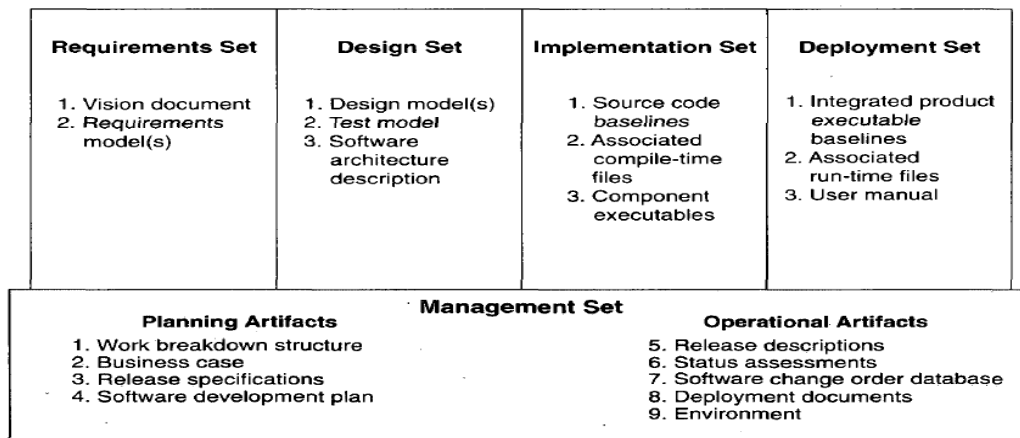 Requirements Set
1. Vision document
2. Requirements
model(s)
Design Set
1. Design model(s)
2. Test model
3. Software
architecture
description
Implementation Set
1. Source code
baselines
2. Associated
compile-time
files
3. Component
executables
Deployment Set
1. Integrated product
executable
baselines
2. Associated
run-time files
3. User manual
Management Set
Planning Artifacts
1. Work breakdown structure
2. Business case
3. Release specifications
4. Software development plan
Operational Artifacts
5. Release descriptions
6. Status assessments
7. Software change order database
8. Deployment documents
9. Environment